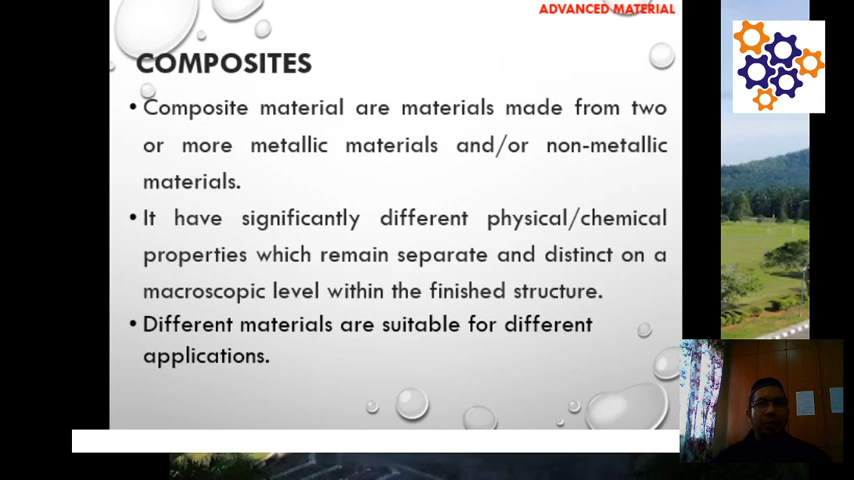 ADVANCED MATERIAL
COMPOSITES
• Composite material are materials made from two
or more metallic materials and/or non-metallic
materials.
• It have significantly different physical/chemical
properties which remain separate and distinct on a
macroscopic level within the finished structure.
• Different materials are suitable for different
applications.